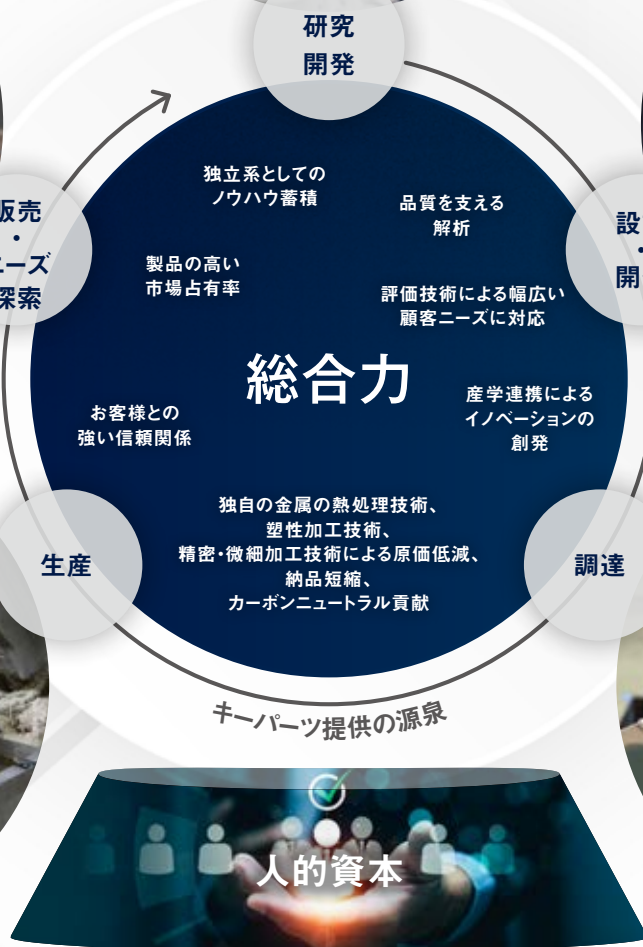 研究
開発
独立系としての
ノウハウ蓄積
品質を支える
解析
製品の高い
市場占有率
評価技術による幅広い
顧客ニーズに対応
販売
・
ニーズ
探索
設
・
開
総合力
お客様との
強い信頼関係
産学連携による
イノベーションの
創発
独自の金属の熱処理技術、
塑性加工技術、
精密・微細加工技術による原価低減、
納品短縮、
カーボンニュートラル貢献
生産
調達
キーパーツ提供の源泉
人的資本